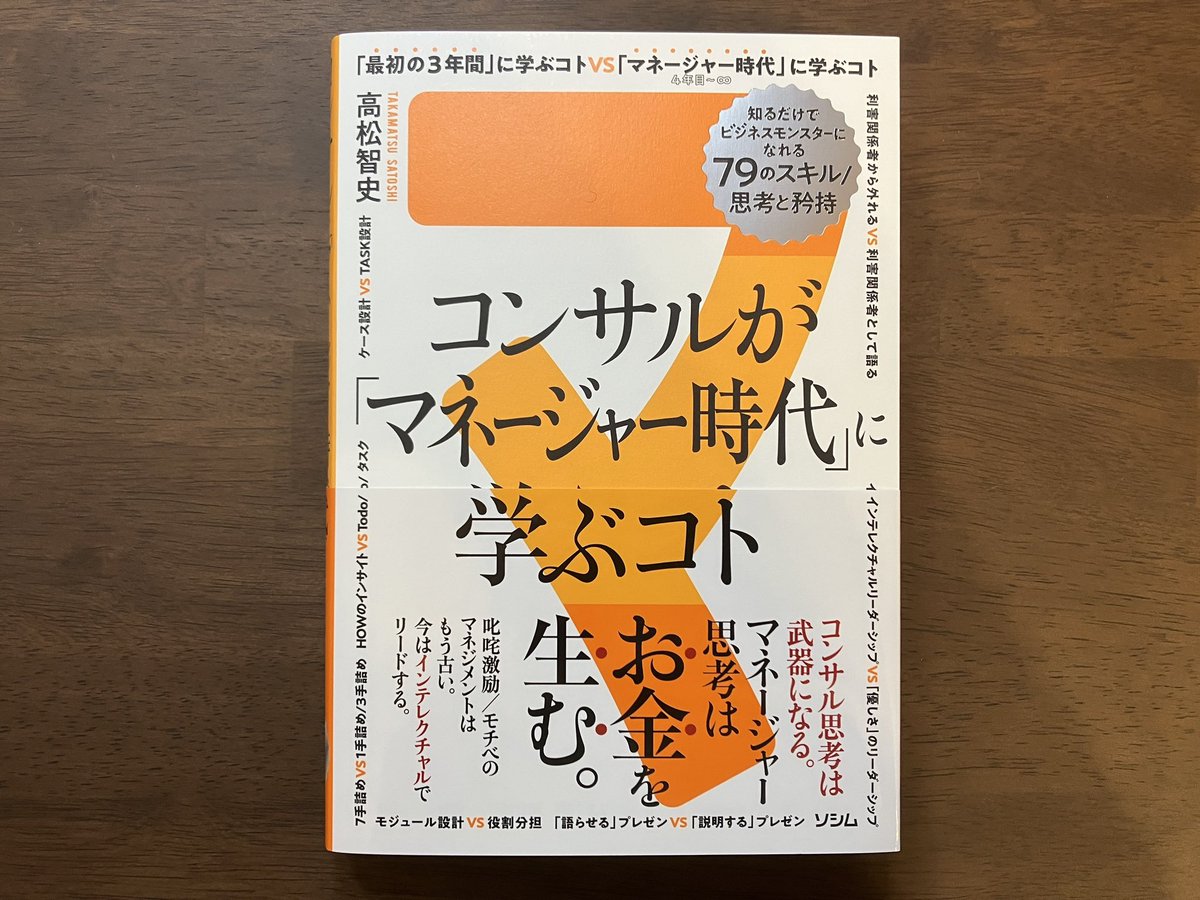 「最初の3年間」に学ぶコトVS「マネージャー時代」に学ぶコト
4年目〜∞
高松智史
TAKAMATSU SATOSHI
知るだけで
ビジネスモンスターに
なれる
79のスキル/
思考と矜持
利害関係者から外れるVS利害関係者として語る
ケース設計VS TASK設計
コンサルが
「マネージャー時代」に
学ぶコト
HOWのインサイトVS Todo/
タスク
7手詰めVS1手詰め/3手詰め
インテレクチャルリーダーシップVS「優しさ」のリーダーシップ
コンサル思考は
武器になる。
マネージャー
思考は
お金を
生む。
叱咤激励/モチベの
マネジメントは
もう古い。
今はインテレクチャルで
リードする。
モジュール設計VS役割分担
「語らせる」プレゼンVS「説明する」プレゼン
ソシム